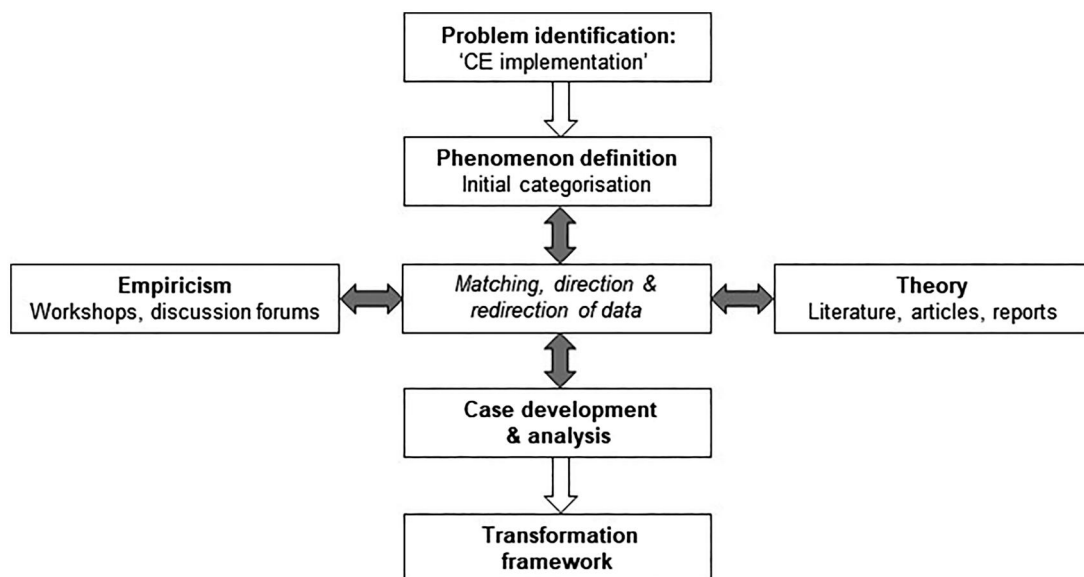 Problem identification:
‘CE implementation’
Phenomenon definition
Initial categorisation
Empiricism
Workshops, discussion forums
Matching, direction &
redirection of data
Theory
Literature, articles, reports
Case development
& analysis
Transformation
framework